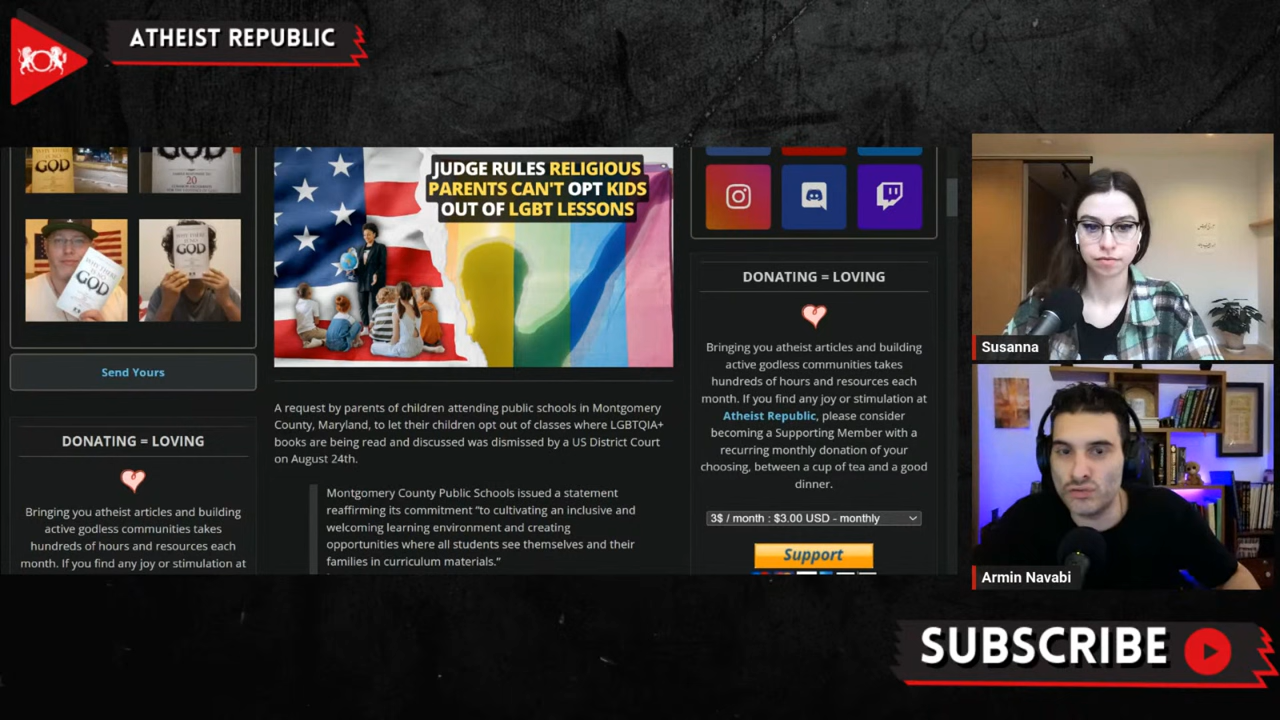 ATHEIST REPUBLIC
GOD
GOD
20
GOD
GOD
Send Yours
DONATING = LOVING
Bringing you atheist articles and building
active godless communities takes
hundreds of hours and resources each
month. If you find any joy or stimulation at
JUDGE RULES RELIGIOUS
PARENTS CAN'T OPT KIDS
OUT OF LGBT LESSONS
A request by parents of children attending public schools in Montgomery
County, Maryland, to let their children opt out of classes where LGBTQIA+
books are being read and discussed was dismissed by a US District Court
on August 24th.
Montgomery County Public Schools issued a statement
reaffirming its commitment “to cultivating an inclusive and
welcoming learning environment and creating
opportunities where all students see themselves and their
families in curriculum materials.”
DONATING = LOVING
Bringing you atheist articles and building
active godless communities takes
hundreds of hours and resources each
month. If you find any joy or stimulation at
Atheist Republic, please consider
becoming a Supporting Member with a
recurring monthly donation of your
choosing, between a cup of tea and a good
dinner.
3$ / month : $3.00 USD - monthly
Support
Susanna
Armin Navabi
SUBSCRIBE